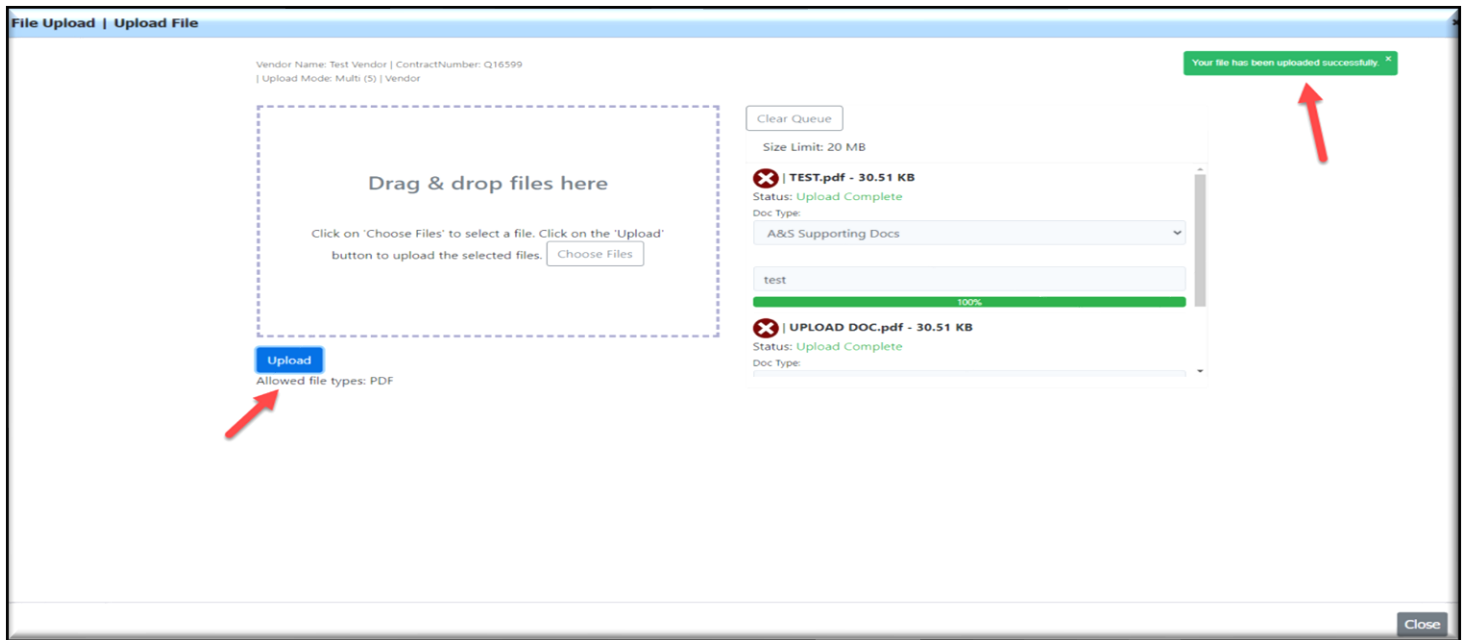 File Upload | Upload File
Vendor Name: Test Vendor | ContractNumber: Q16599
| Upload Mode: Multi (5) | Vendor
Your file has been uploaded successfully. ×
Drag & drop files here
Click on 'Choose Files' to select a file. Click on the 'Upload'
button to upload the selected files. Choose Files
Upload
Allowed file types: PDF
Clear Queue
Size Limit: 20 MB
| TEST.pdf - 30.51 KB
Status: Upload Complete
Doc Type:
A&S Supporting Docs
test
100%
| UPLOAD DOC.pdf - 30.51 KB
Status: Upload Complete
Doc Type:
Close